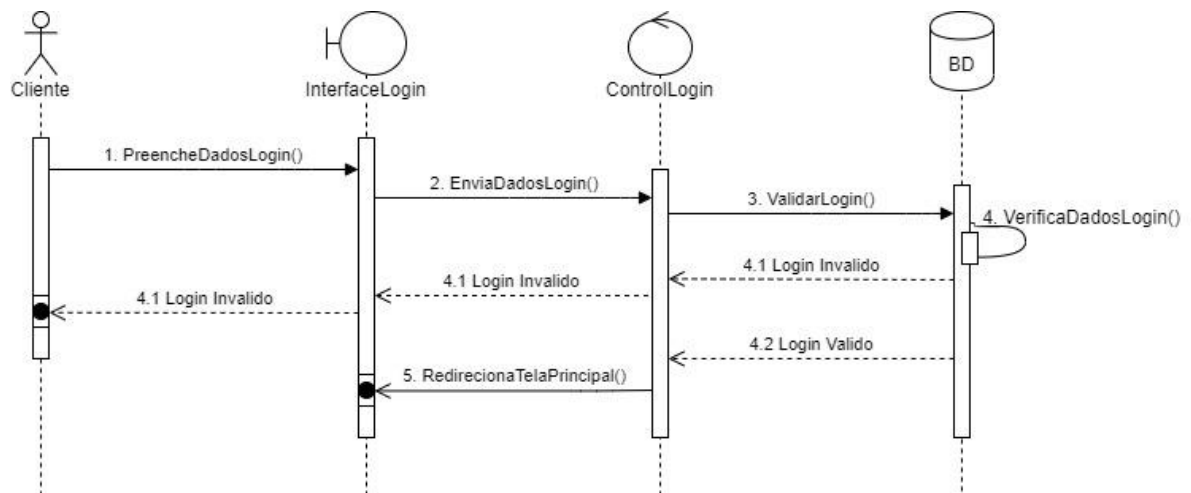 BD
Cliente
InterfaceLogin
ControlLogin
1. PreencheDadosLogin()
2. EnviaDadosLogin()
3. ValidarLogin()
4. VerificaDadosLogin()
4.1 Login Invalido
4.1 Login Invalido
4.1 Login Invalido
4.2 Login Valido
5. RedirecionaTelaPrincipal()